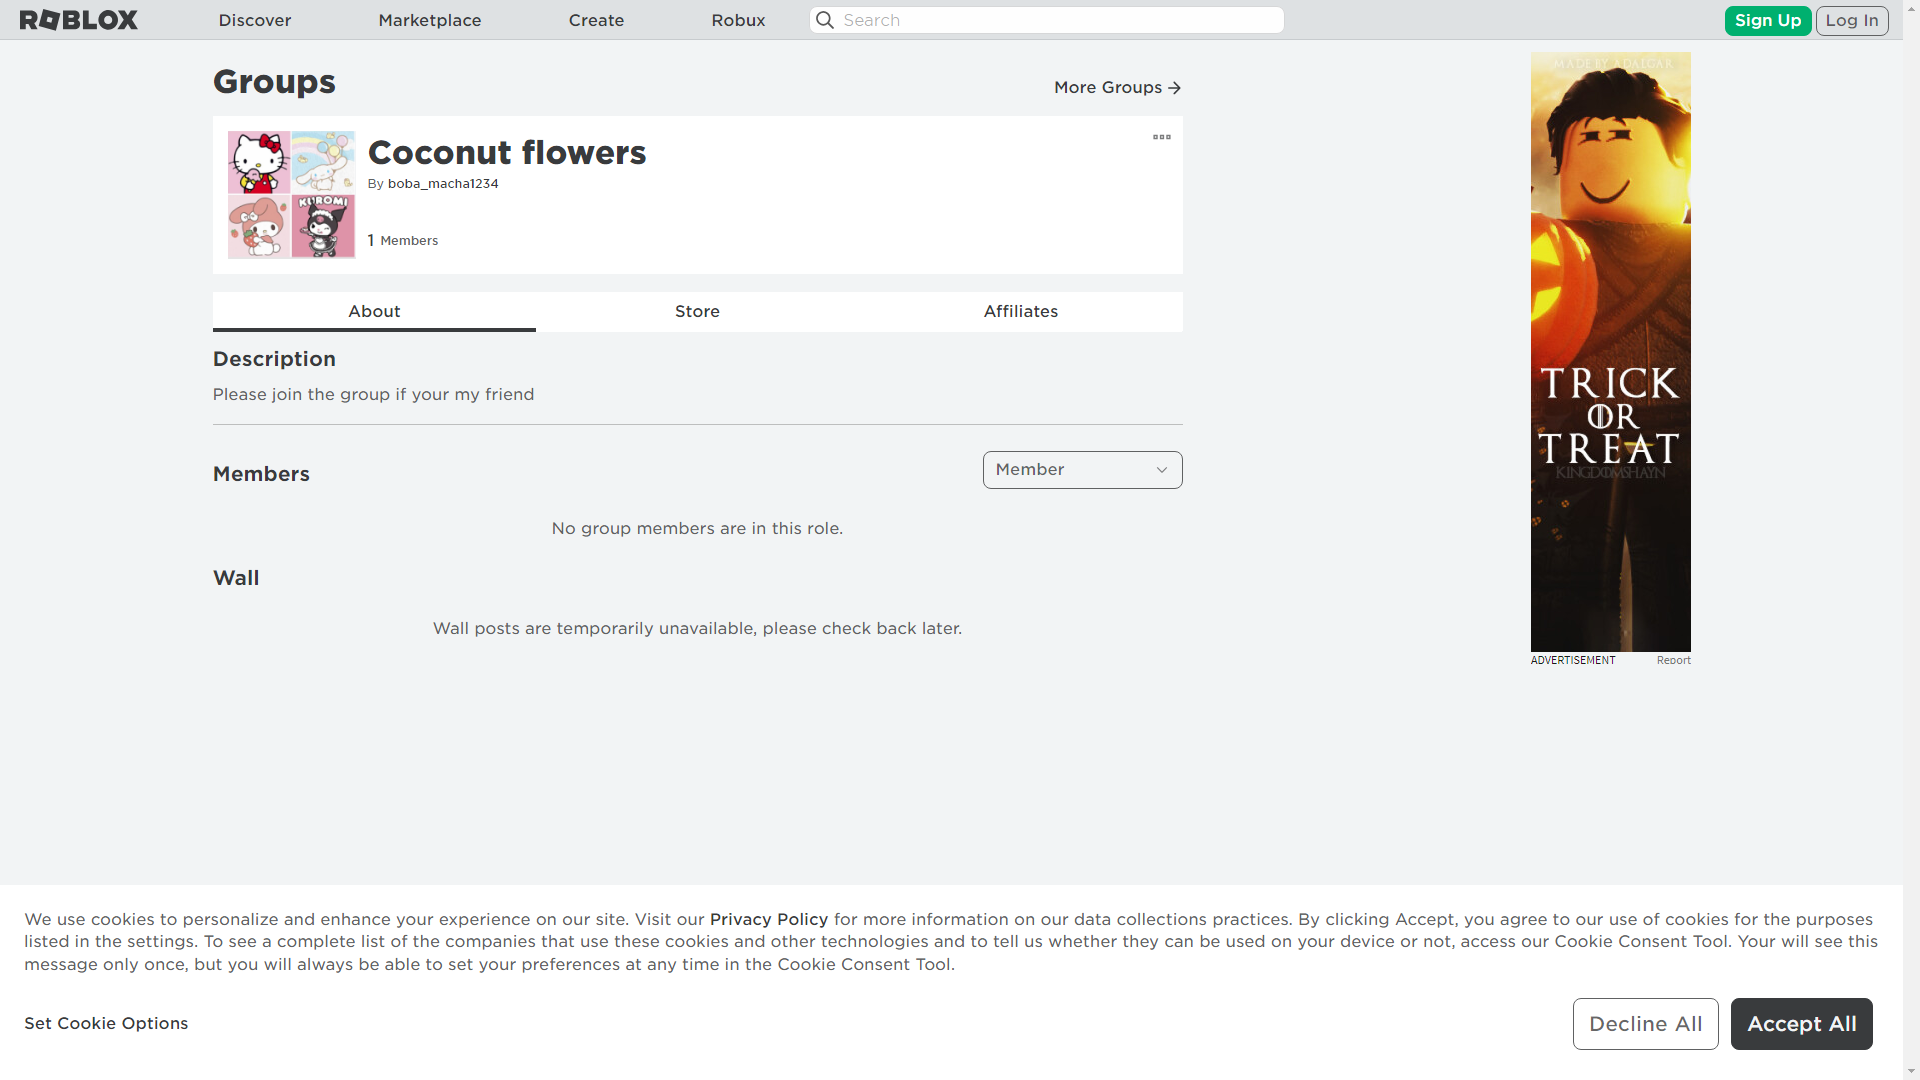 ROBLOX
Discover
Marketplace
Create
Robux
Search
Sign Up
Log In
Groups
More Groups
Coconut flowers
By boba_macha1234
1 Members
KUROMI
About
Store
Affiliates
Description
Please join the group if your my friend
Members
Member
No group members are in this role.
Wall
Wall posts are temporarily unavailable, please check back later.
MADE BY ADALGAR
TRICK
OR
TREAT
ADVERTISEMENT
Report
We use cookies to personalize and enhance your experience on our site. Visit our Privacy Policy for more information on our data collections practices. By clicking Accept, you agree to our use of cookies for the purposes
listed in the settings. To see a complete list of the companies that use these cookies and other technologies and to tell us whether they can be used on your device or not, access our Cookie Consent Tool. Your will see this
message only once, but you will always be able to set your preferences at any time in the Cookie Consent Tool.
Set Cookie Options
Decline All
Accept All